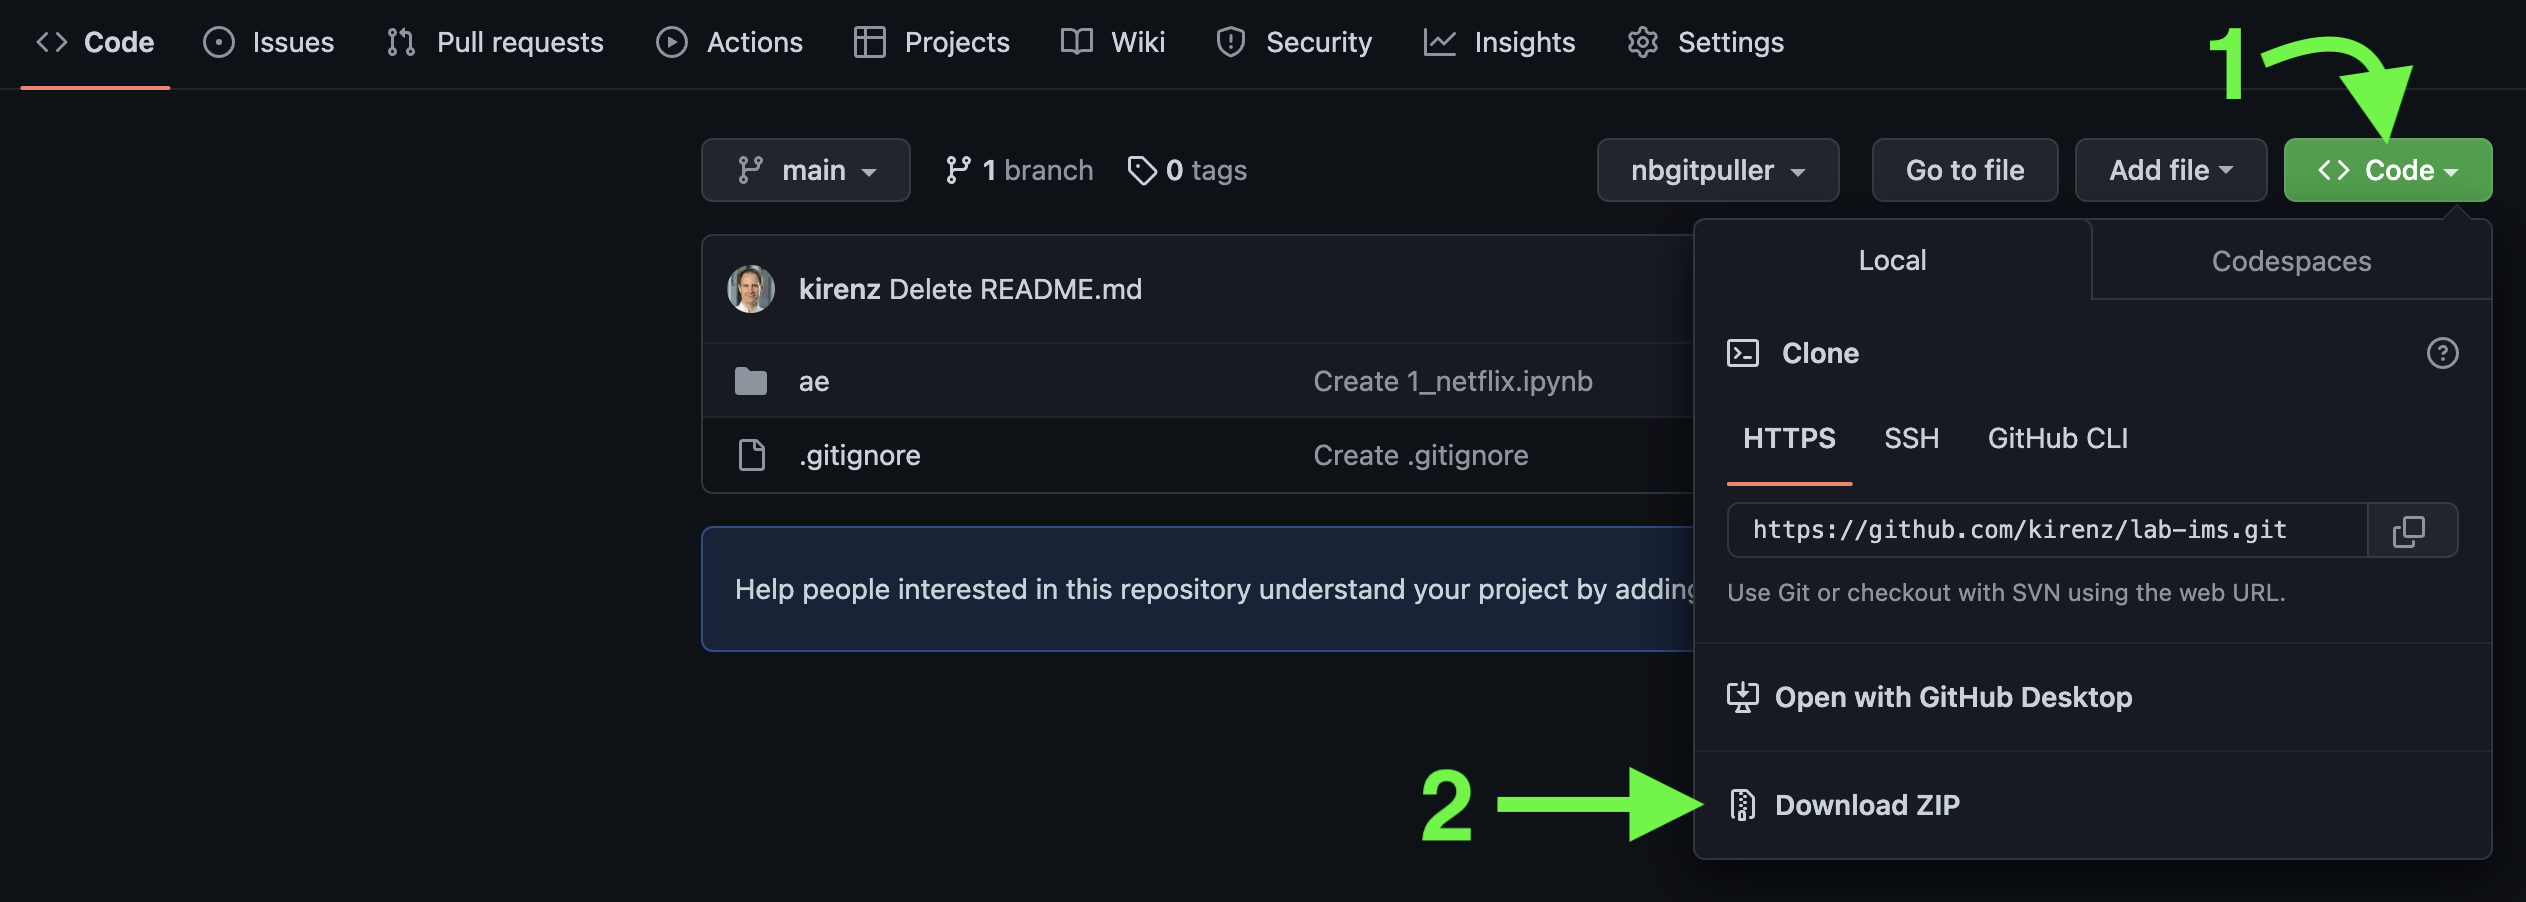 Code Issues Pull requests Actions Projects Wiki Security Insights Settings
1
main 1 branch 0 tags nbgitpuller Go to file Add file Code
Local Codespaces
kirenz Delete README.md
Clone
ae Create 1_netflix.ipynb
HTTPS SSH GitHub CLI
.gitignore Create .gitignore
https://github.com/kirenz/lab-ims.git
Help people interested in this repository understand your project by adding
Use Git or checkout with SVN using the web URL.
Open with GitHub Desktop
2 Download ZIP